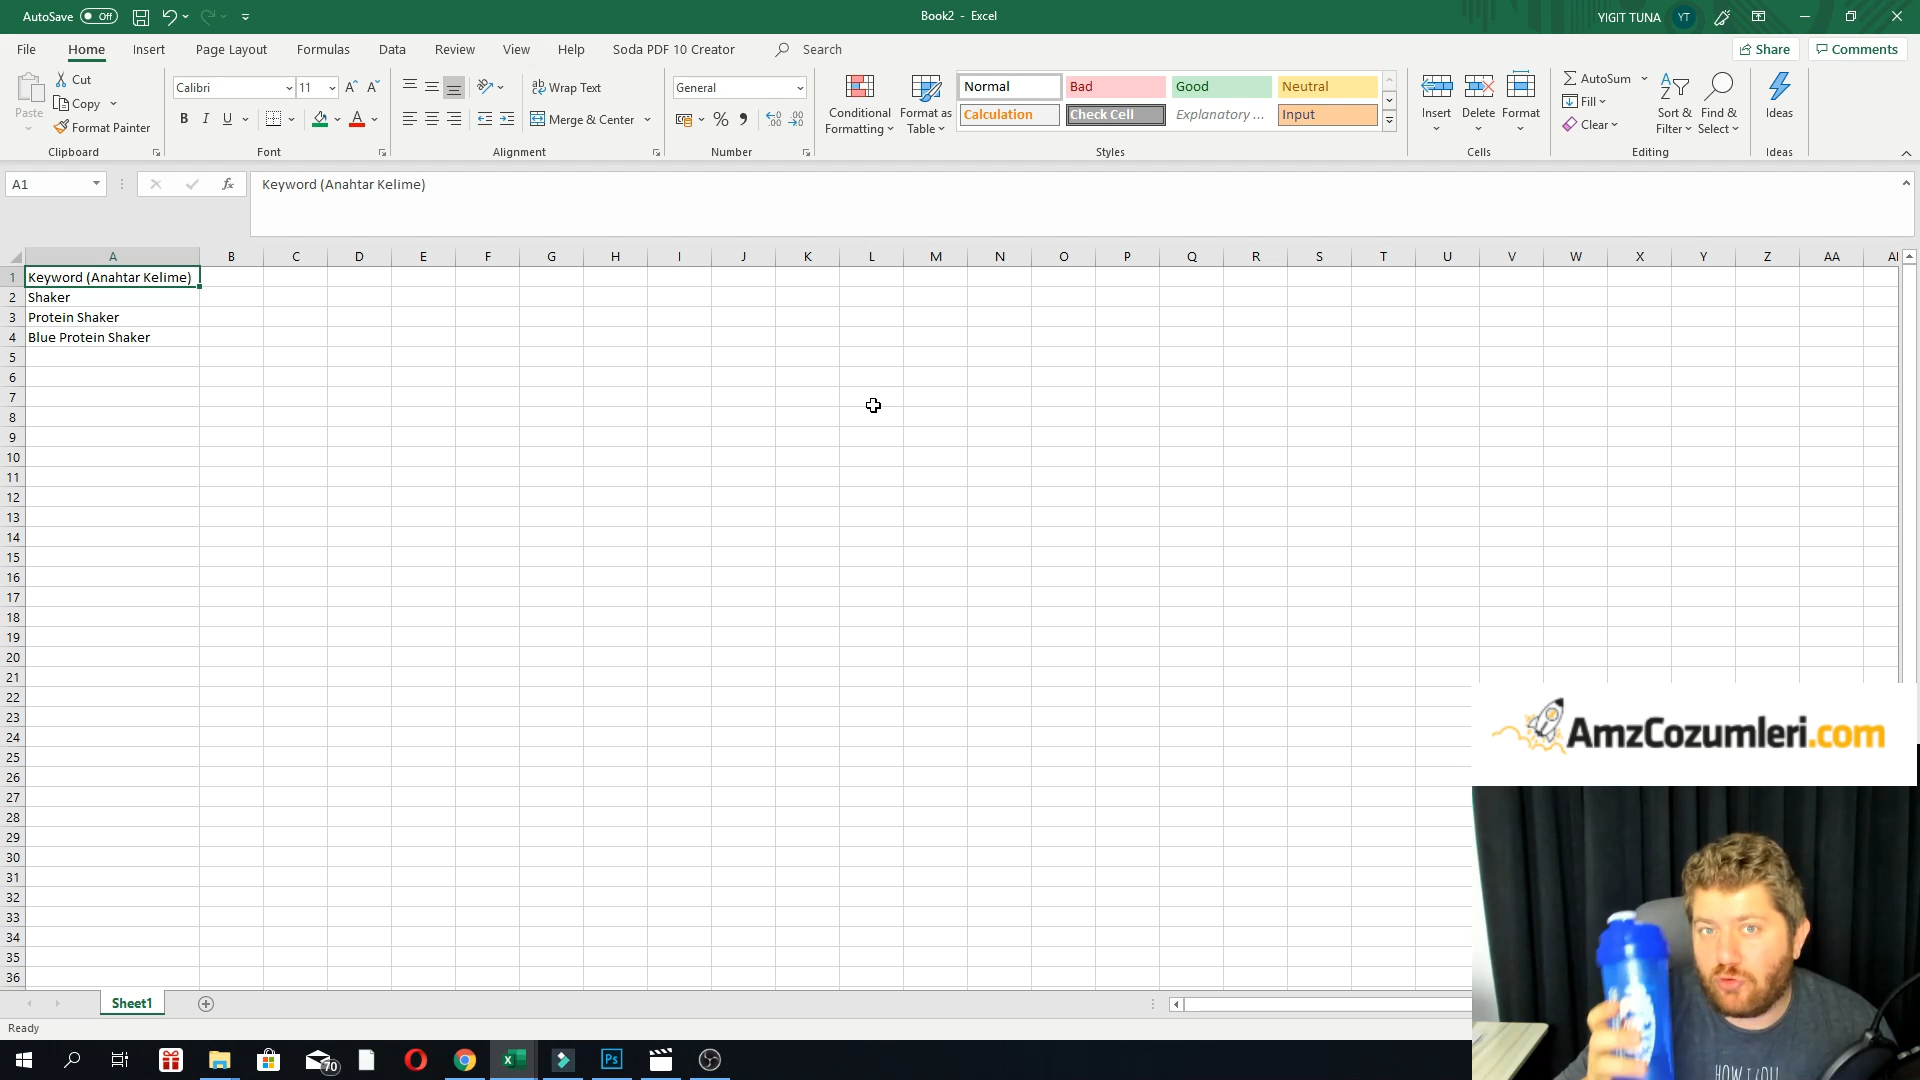 AutoSave Off
Book2 - Excel
YIGIT TUNA YT
File Home Insert Page Layout Formulas Data Review View Help Soda PDF 10 Creator Search
Share Comments
Paste
Cut
Copy
Format Painter
Clipboard
Calibri 11
B I U
Font
Wrap Text
Merge & Center
Alignment
General
Number
Conditional Formatting
Format as Table
Normal Bad Good Neutral
Calculation Check Cell Explanatory ... Input
Styles
Insert Delete Format
Cells
AutoSum
Fill
Clear
Sort & Filter
Find & Select
Editing
Ideas
Ideas
A1
fx
Keyword (Anahtar Kelime)
A B C D E F G H I J K L M N O P Q R S T U V W X Y Z AA
1 Keyword (Anahtar Kelime)
2 Shaker
3 Protein Shaker
4 Blue Protein Shaker
5
6
7
8
9
10
11
12
13
14
15
16
17
18
19
20
21
22
23
24
25
26
27
28
29
30
31
32
33
34
35
36
AmzCozumleri.com
Sheet1
Ready
70
Ps